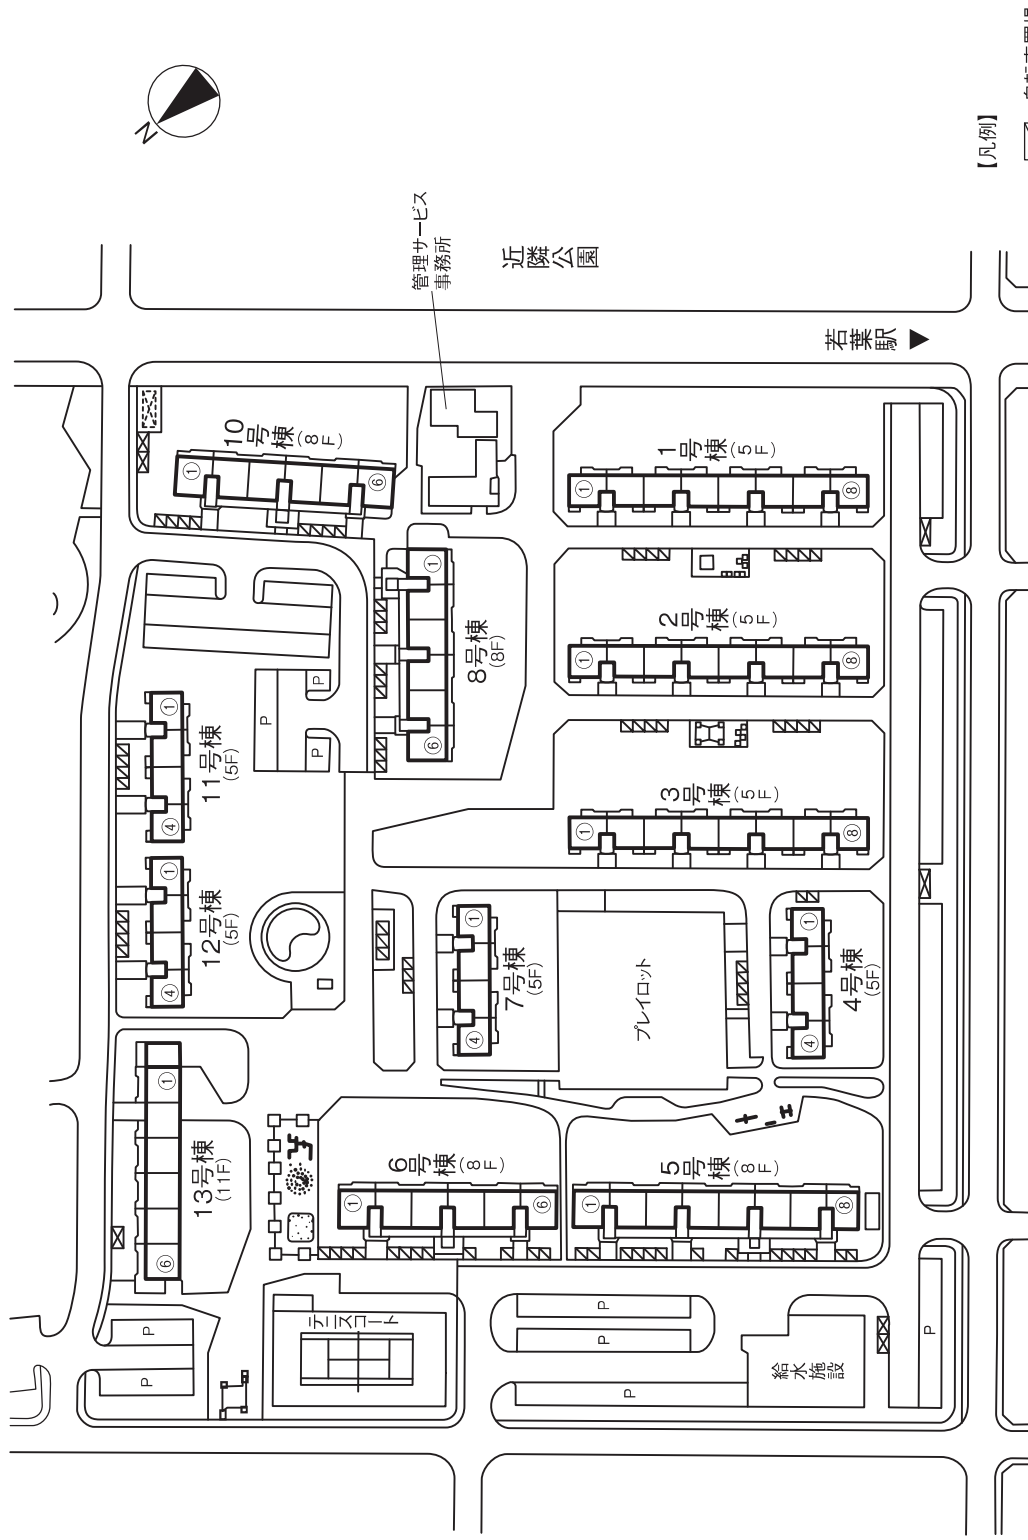 N
【凡例】
管理サービス
事務所
近隣公園
若葉駅
10号棟(8F)
①
⑥
1号棟(5F)
①
⑧
8号棟
(8F)
①
⑥
2号棟(5F)
①
⑧
11号棟
(5F)
①
④
P
P
P
3号棟(5F)
①
⑧
12号棟
(5F)
①
④
7号棟
(5F)
①
④
プレイロット
4号棟
(5F)
①
④
13号棟
(11F)
①
⑥
6号棟(8F)
①
⑥
5号棟(8F)
①
⑧
テニスコート
P
P
P
P
P
給水施設
P